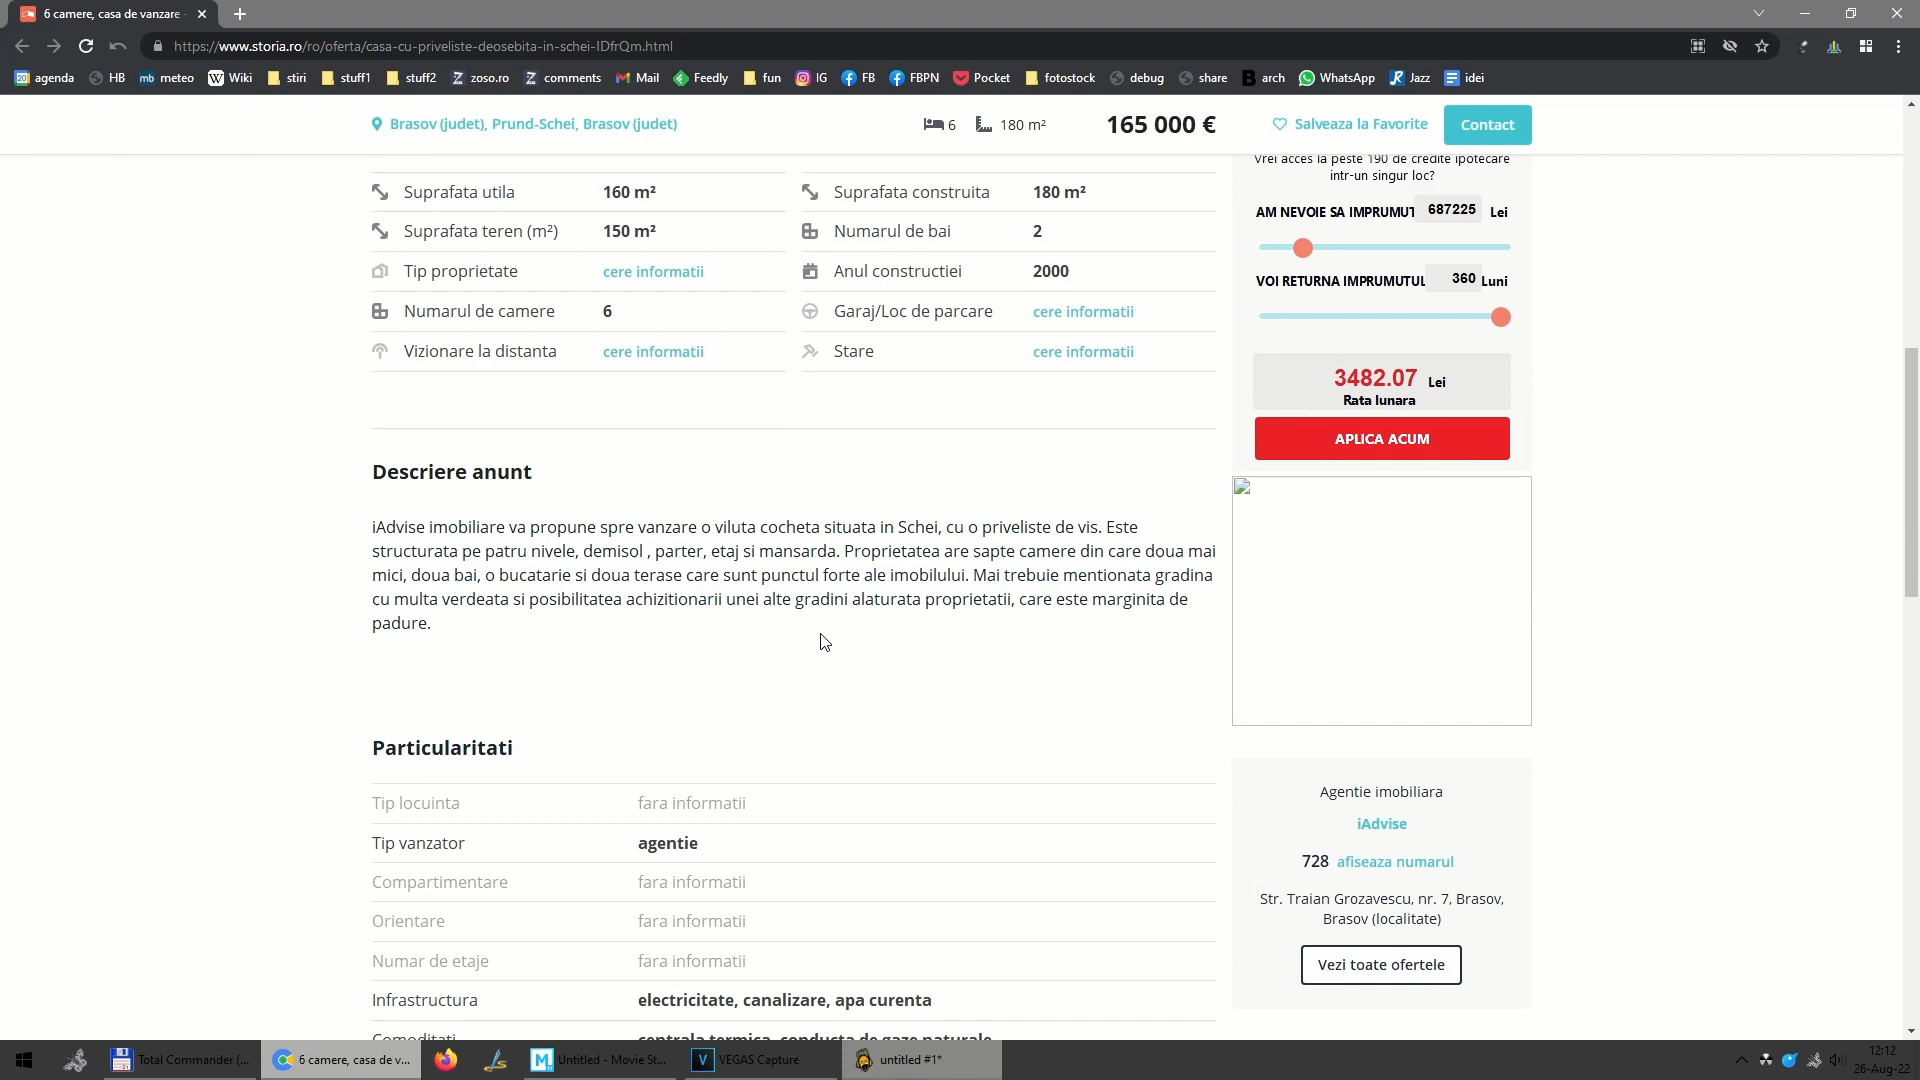 6 camere, casa de vanzare
https://www.storia.ro/ro/oferta/casa-cu-priveliste-deosebita-in-schei-IDfrQm.html
20 agenda HB mb meteo W Wiki stiri stuff1 stuff2 Z zoso.ro Z comments Mail Feedly fun IG FB FBPN Pocket fotostock debug share B arch WhatsApp R Jazz idei
Brasov (judet), Prund-Schei, Brasov (judet) 6 180 m² 165 000 € Salveaza la Favorite Contact
Vrei acces la peste 190 de credite ipotecare
intr-un singur loc?
Suprafata utila 160 m² Suprafata construita 180 m²
AM NEVOIE SA IMPRUMUT 687225 Lei
Suprafata teren (m²) 150 m² Numarul de bai 2
Tip proprietate cere informatii Anul constructiei 2000
VOI RETURNA IMPRUMUTUL 360 Luni
Numarul de camere 6 Garaj/Loc de parcare cere informatii
Vizionare la distanta cere informatii Stare cere informatii
3482.07 Lei
Rata lunara
APLICA ACUM
Descriere anunt
iAdvise imobiliare va propune spre vanzare o viluta cocheta situata in Schei, cu o priveliste de vis. Este
structurata pe patru nivele, demisol , parter, etaj si mansarda. Proprietatea are sapte camere din care doua mai
mici, doua bai, o bucatarie si doua terase care sunt punctul forte ale imobilului. Mai trebuie mentionata gradina
cu multa verdeata si posibilitatea achizitionarii unei alte gradini alaturata proprietatii, care este marginita de
padure.
Particularitati
Tip locuinta fara informatii
Tip vanzator agentie
Compartimentare fara informatii
Orientare fara informatii
Numar de etaje fara informatii
Infrastructura electricitate, canalizare, apa curenta
Comoditati centrala termica, conducta de gaze naturale
Agentie imobiliara
iAdvise
728 afiseaza numarul
Str. Traian Grozavescu, nr. 7, Brasov,
Brasov (localitate)
Vezi toate ofertele
Total Commander (... 6 camere, casa de v... M Untitled - Movie St... V VEGAS Capture untitled #1*
12:12
26-Aug-22